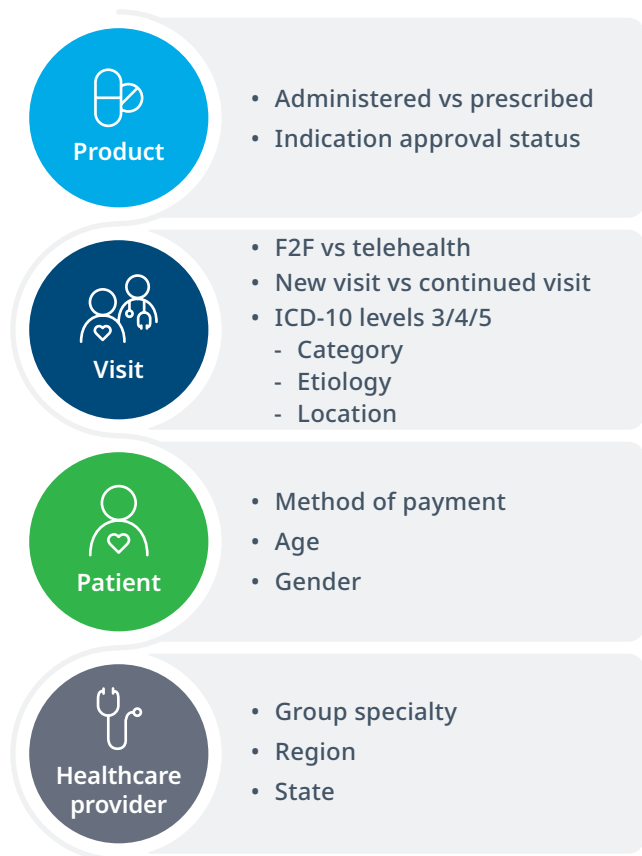 Product
• Administered vs prescribed
• Indication approval status
Visit
• F2F vs telehealth
• New visit vs continued visit
• ICD-10 levels 3/4/5
- Category
- Etiology
- Location
Patient
• Method of payment
• Age
• Gender
Healthcare
provider
• Group specialty
• Region
• State